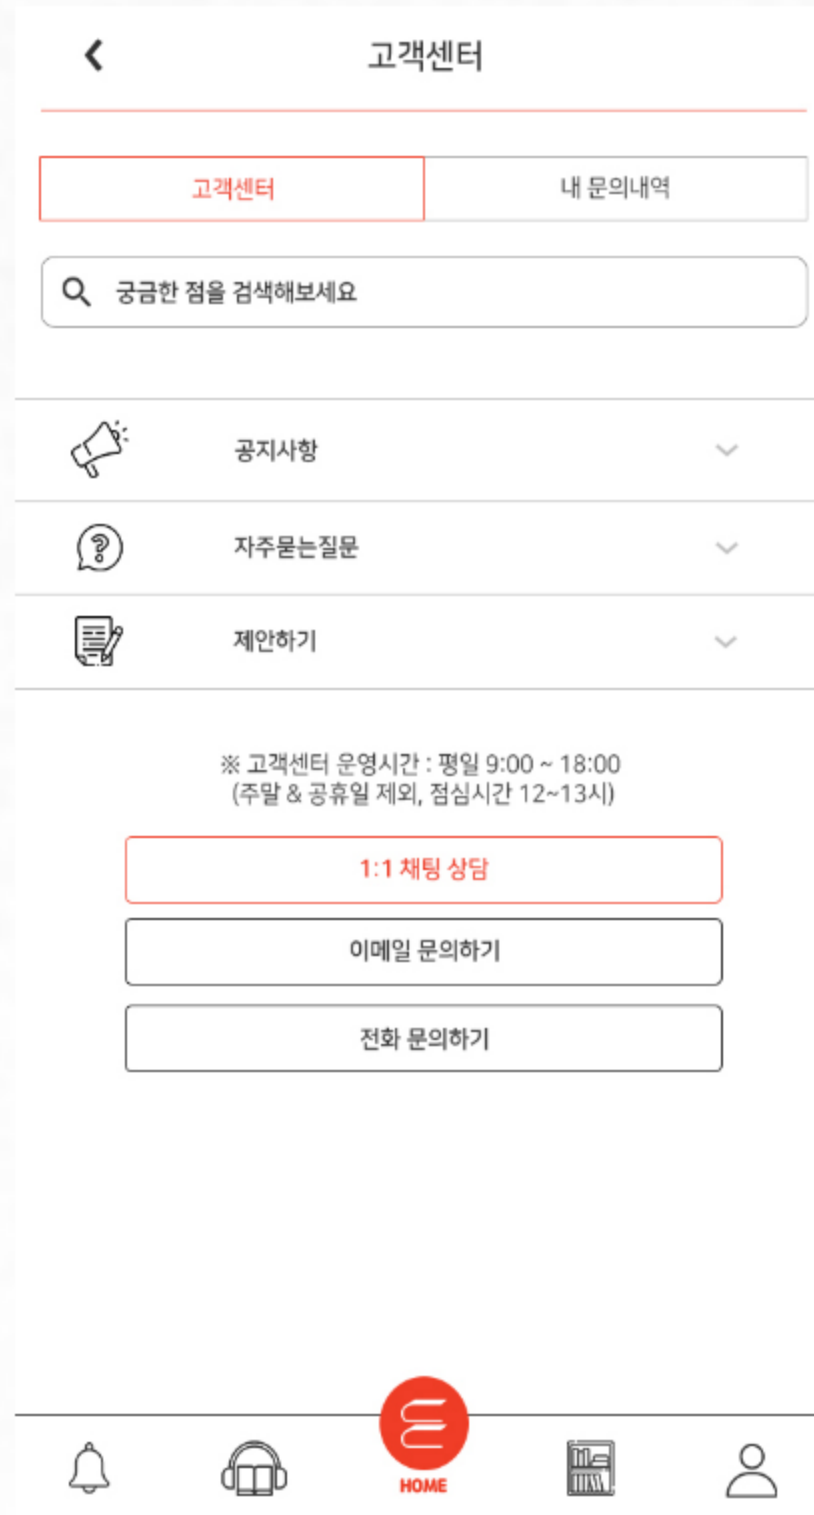 고객센터
고객센터
내 문의내역
궁금한 점을 검색해보세요
공지사항
자주묻는질문
제안하기
※ 고객센터 운영시간 : 평일 9:00 ~ 18:00
(주말 & 공휴일 제외, 점심시간 12~13시)
1:1 채팅 상담
이메일 문의하기
전화 문의하기
HOME